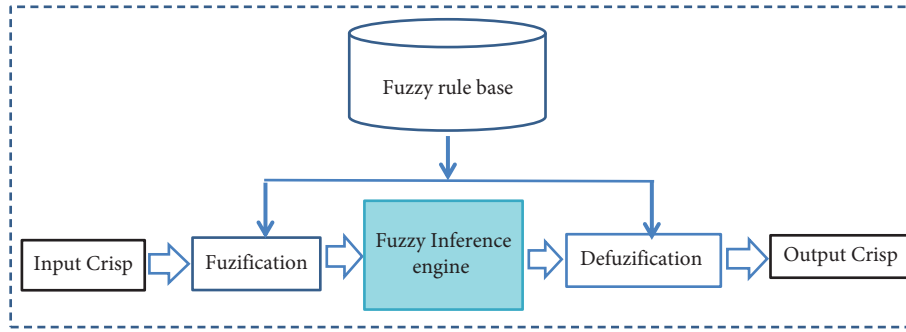 Fuzzy rule base
Input Crisp
Fuzification
Fuzzy Inference
engine
Defuzification
Output Crisp